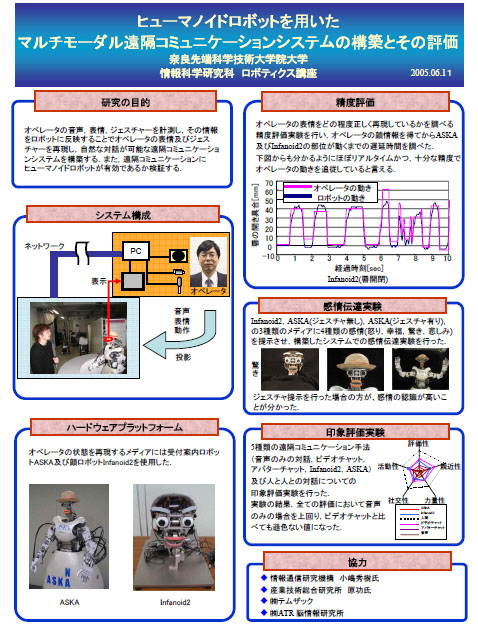 ヒューマノイドロボットを用いた
マルチモーダル遠隔コミュニケーションシステムの構築とその評価
奈良先端科学技術大学院大学
情報科学研究科 ロボティクス講座
2005.06.11
研究の目的
オペレータの音声, 表情, ジェスチャーを計測し, その情報
をロボットに反映することでオペレータの表情及びジェス
チャーを再現し, 自然な対話が可能な遠隔コミュニケーショ
ンシステムを構築する. また, 遠隔コミュニケーションに
ヒューマノイドロボットが有効であるか検証する.
システム構成
ネットワーク
PC
表示
オペレータ
音声
表情
動作
投影
ハードウェアプラットフォーム
オペレータの状態を再現するメディアには受付案内ロボッ
トASKA及び顔ロボットInfanoid2を使用した.
ASKA
Infanoid2
精度評価
オペレータの表情をどの程度正しく再現しているかを調べる
精度評価実験を行い, オペレータの顔情報を得てからASKA
及びInfanoid2の部位が動くまでの遅延時間を調べた.
下図からも分かるようにほぼリアルタイムかつ, 十分な精度で
オペレータの動きを追従していると言える.
唇の開き具合[mm]
70
60
50
40
30
20
10
0
-10
オペレータの動き
ロボットの動き
0 1 2 3 4 5 6 7 8 9 10
経過時刻[sec]
Infanoid2(唇開閉)
感情伝達実験
Infanoid2, ASKA(ジェスチャ無し), ASKA(ジェスチャ有り),
の3種類のメディアに4種類の感情(怒り, 幸福, 驚き, 悲しみ)
を提示させ, 構築したシステムでの感情伝達実験を行った.
驚き
ジェスチャ提示を行った場合の方が, 感情の認識が高いこ
とが分かった.
印象評価実験
5種類の遠隔コミュニケーション手法
(音声のみの対話, ビデオチャット,
アバターチャット, Infanoid2, ASKA)
及び人と人との対話についての
印象評価実験を行った.
実験の結果, 全ての評価において音声
のみの場合を上回り, ビデオチャットと比
べても遜色ない値になった.
評価性
活動性
親近性
社交性
力量性
ASKA
Infanoid2
人間
ビデオチャット
アバターチャット
音声
協力
◆ 情報通信研究機構 小嶋秀樹氏
◆ 産業技術総合研究所 原功氏
◆ ㈱テムザック
◆ ㈱ATR 脳情報研究所